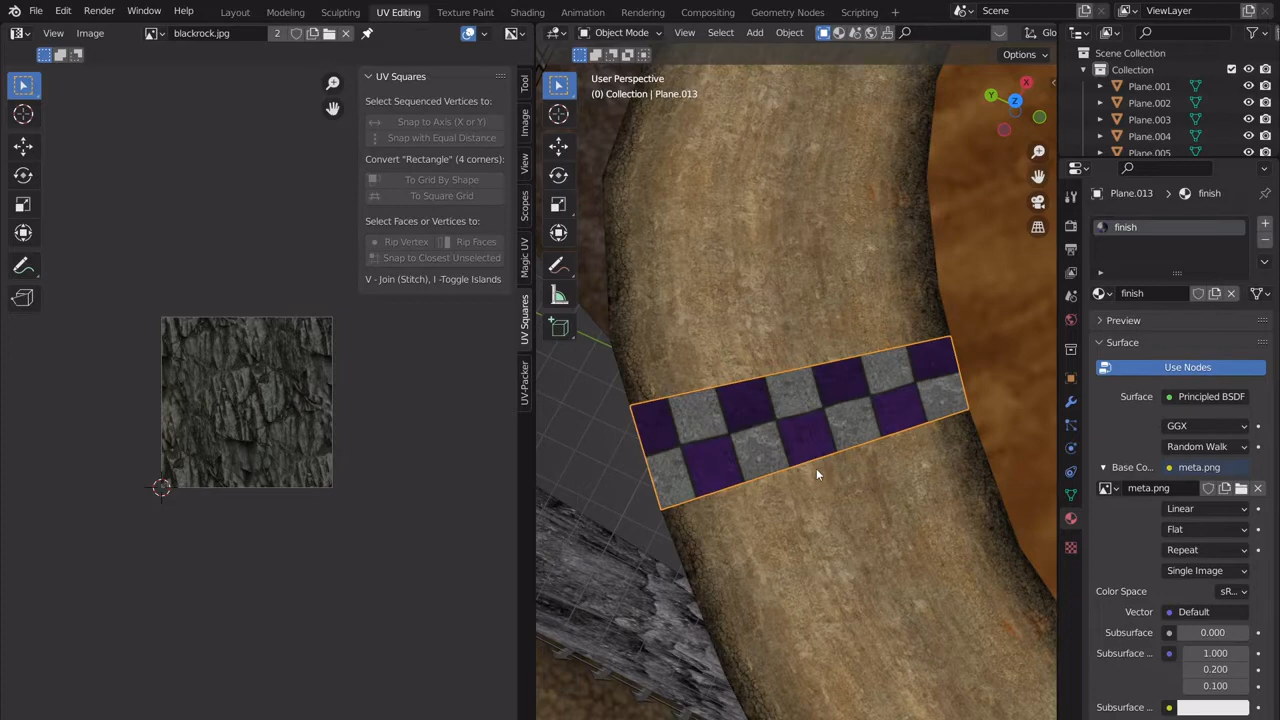 File Edit Render Window Help Layout Modeling Sculpting UV Editing Texture Paint Shading Animation Rendering Compositing Geometry Nodes Scripting + Scene ViewLayer
View Image blackrock.jpg 2 Object Mode View Select Add Object Glo
Options
UV Squares
Select Sequenced Vertices to:
Snap to Axis (X or Y)
Snap with Equal Distance
Convert "Rectangle" (4 corners):
To Grid By Shape
To Square Grid
Select Faces or Vertices to:
Rip Vertex Rip Faces
Snap to Closest Unselected
V - Join (Stitch), I -Toggle Islands
Tool
Image
View
Scopes
Magic UV
UV Squares
UV-Packer
User Perspective
(0) Collection | Plane.013
X
Y
Z
Scene Collection
Collection
Plane.001
Plane.002
Plane.003
Plane.004
Plane.005
Plane.013 finish
finish
finish
Preview
Surface
Use Nodes
Surface Principled BSDF
GGX
Random Walk
Base Co... meta.png
meta.png
Linear
Flat
Repeat
Single Image
Color Space sR...
Vector Default
Subsurface 0.000
Subsurface ... 1.000
0.200
0.100
Subsurface ...